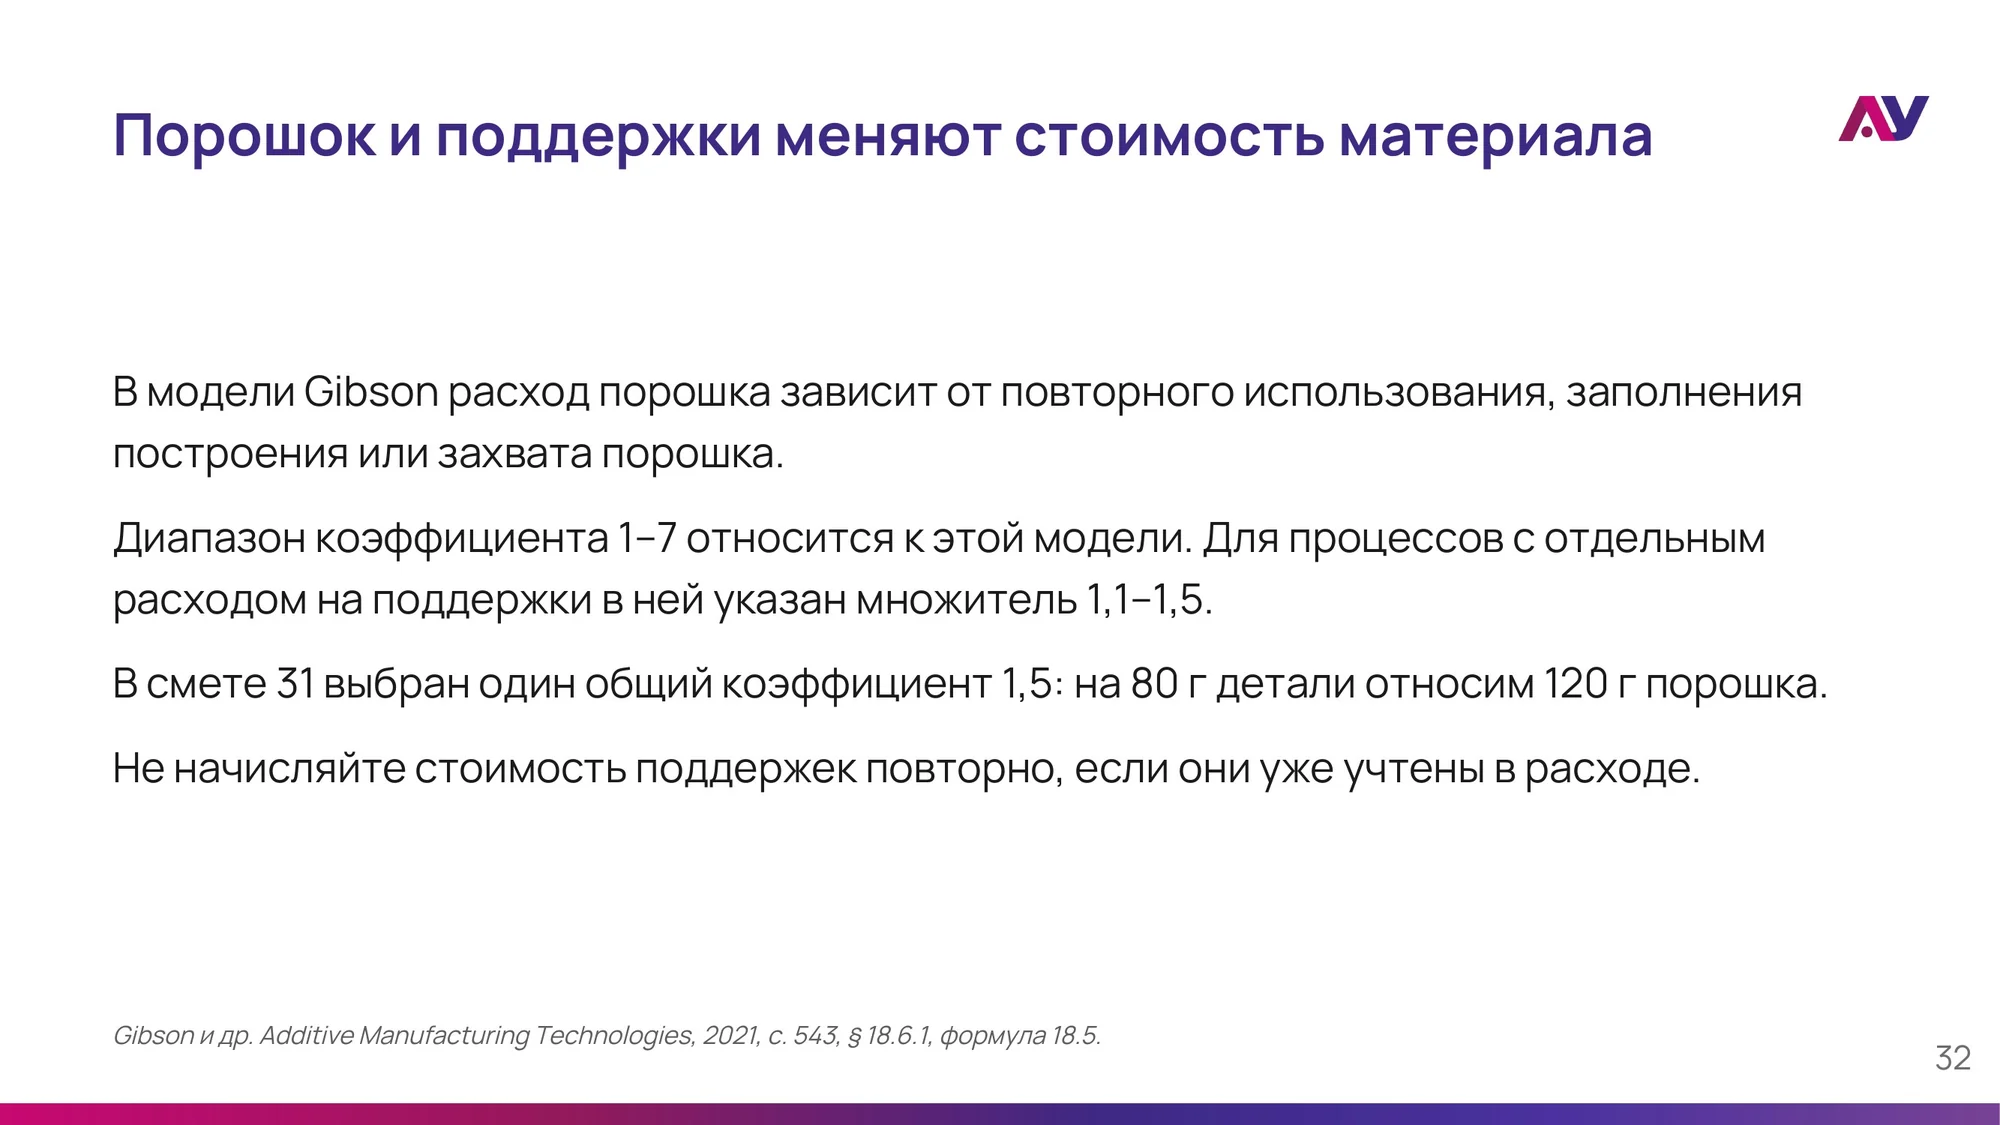 Порошок и поддержки меняют стоимость материала
АУ
В модели Gibson расход порошка зависит от повторного использования, заполнения
построения или захвата порошка.
Диапазон коэффициента 1–7 относится к этой модели. Для процессов с отдельным
расходом на поддержки в ней указан множитель 1,1–1,5.
В смете 31 выбран один общий коэффициент 1,5: на 80 г детали относим 120 г порошка.
Не начисляйте стоимость поддержек повторно, если они уже учтены в расходе.
Gibson и др. Additive Manufacturing Technologies, 2021, с. 543, § 18.6.1, формула 18.5.
32